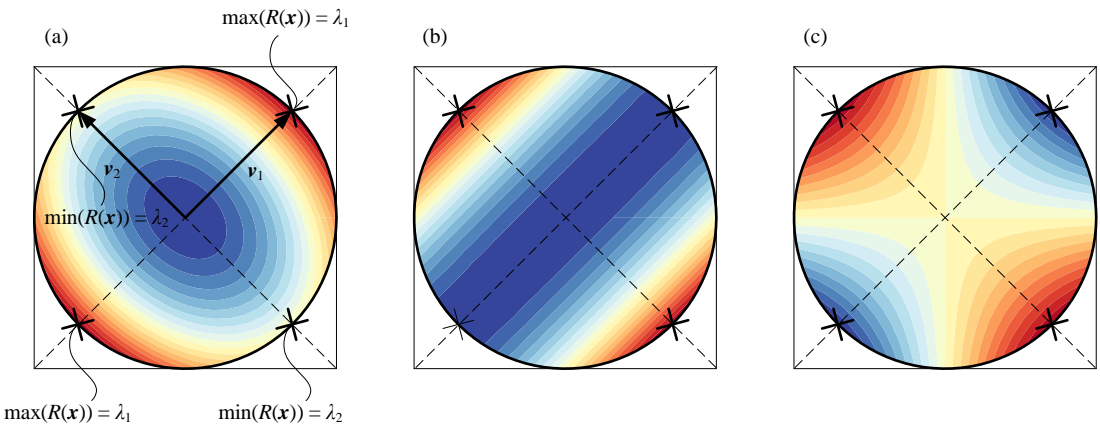 max(R(x)) = λ1
(a)
(b)
(c)
v2
v1
min(R(x)) = λ2
max(R(x)) = λ1
min(R(x)) = λ2